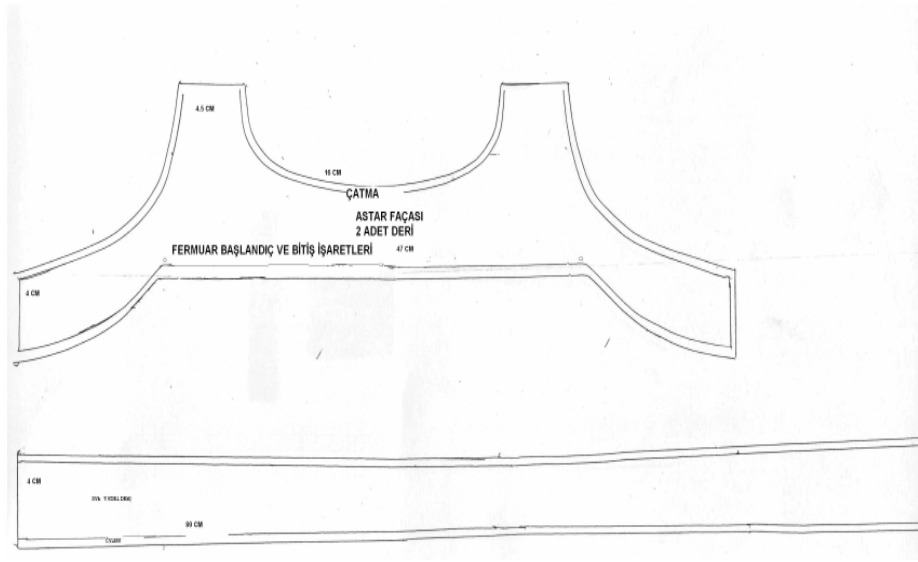 4.5 CM
16 CM
ÇATMA
ASTAR FAÇASI
2 ADET DERİ
FERMUAR BAŞLANDIÇ VE BİTİŞ İŞARETLERİ
47 CM
4 CM
4 CM
99 CM